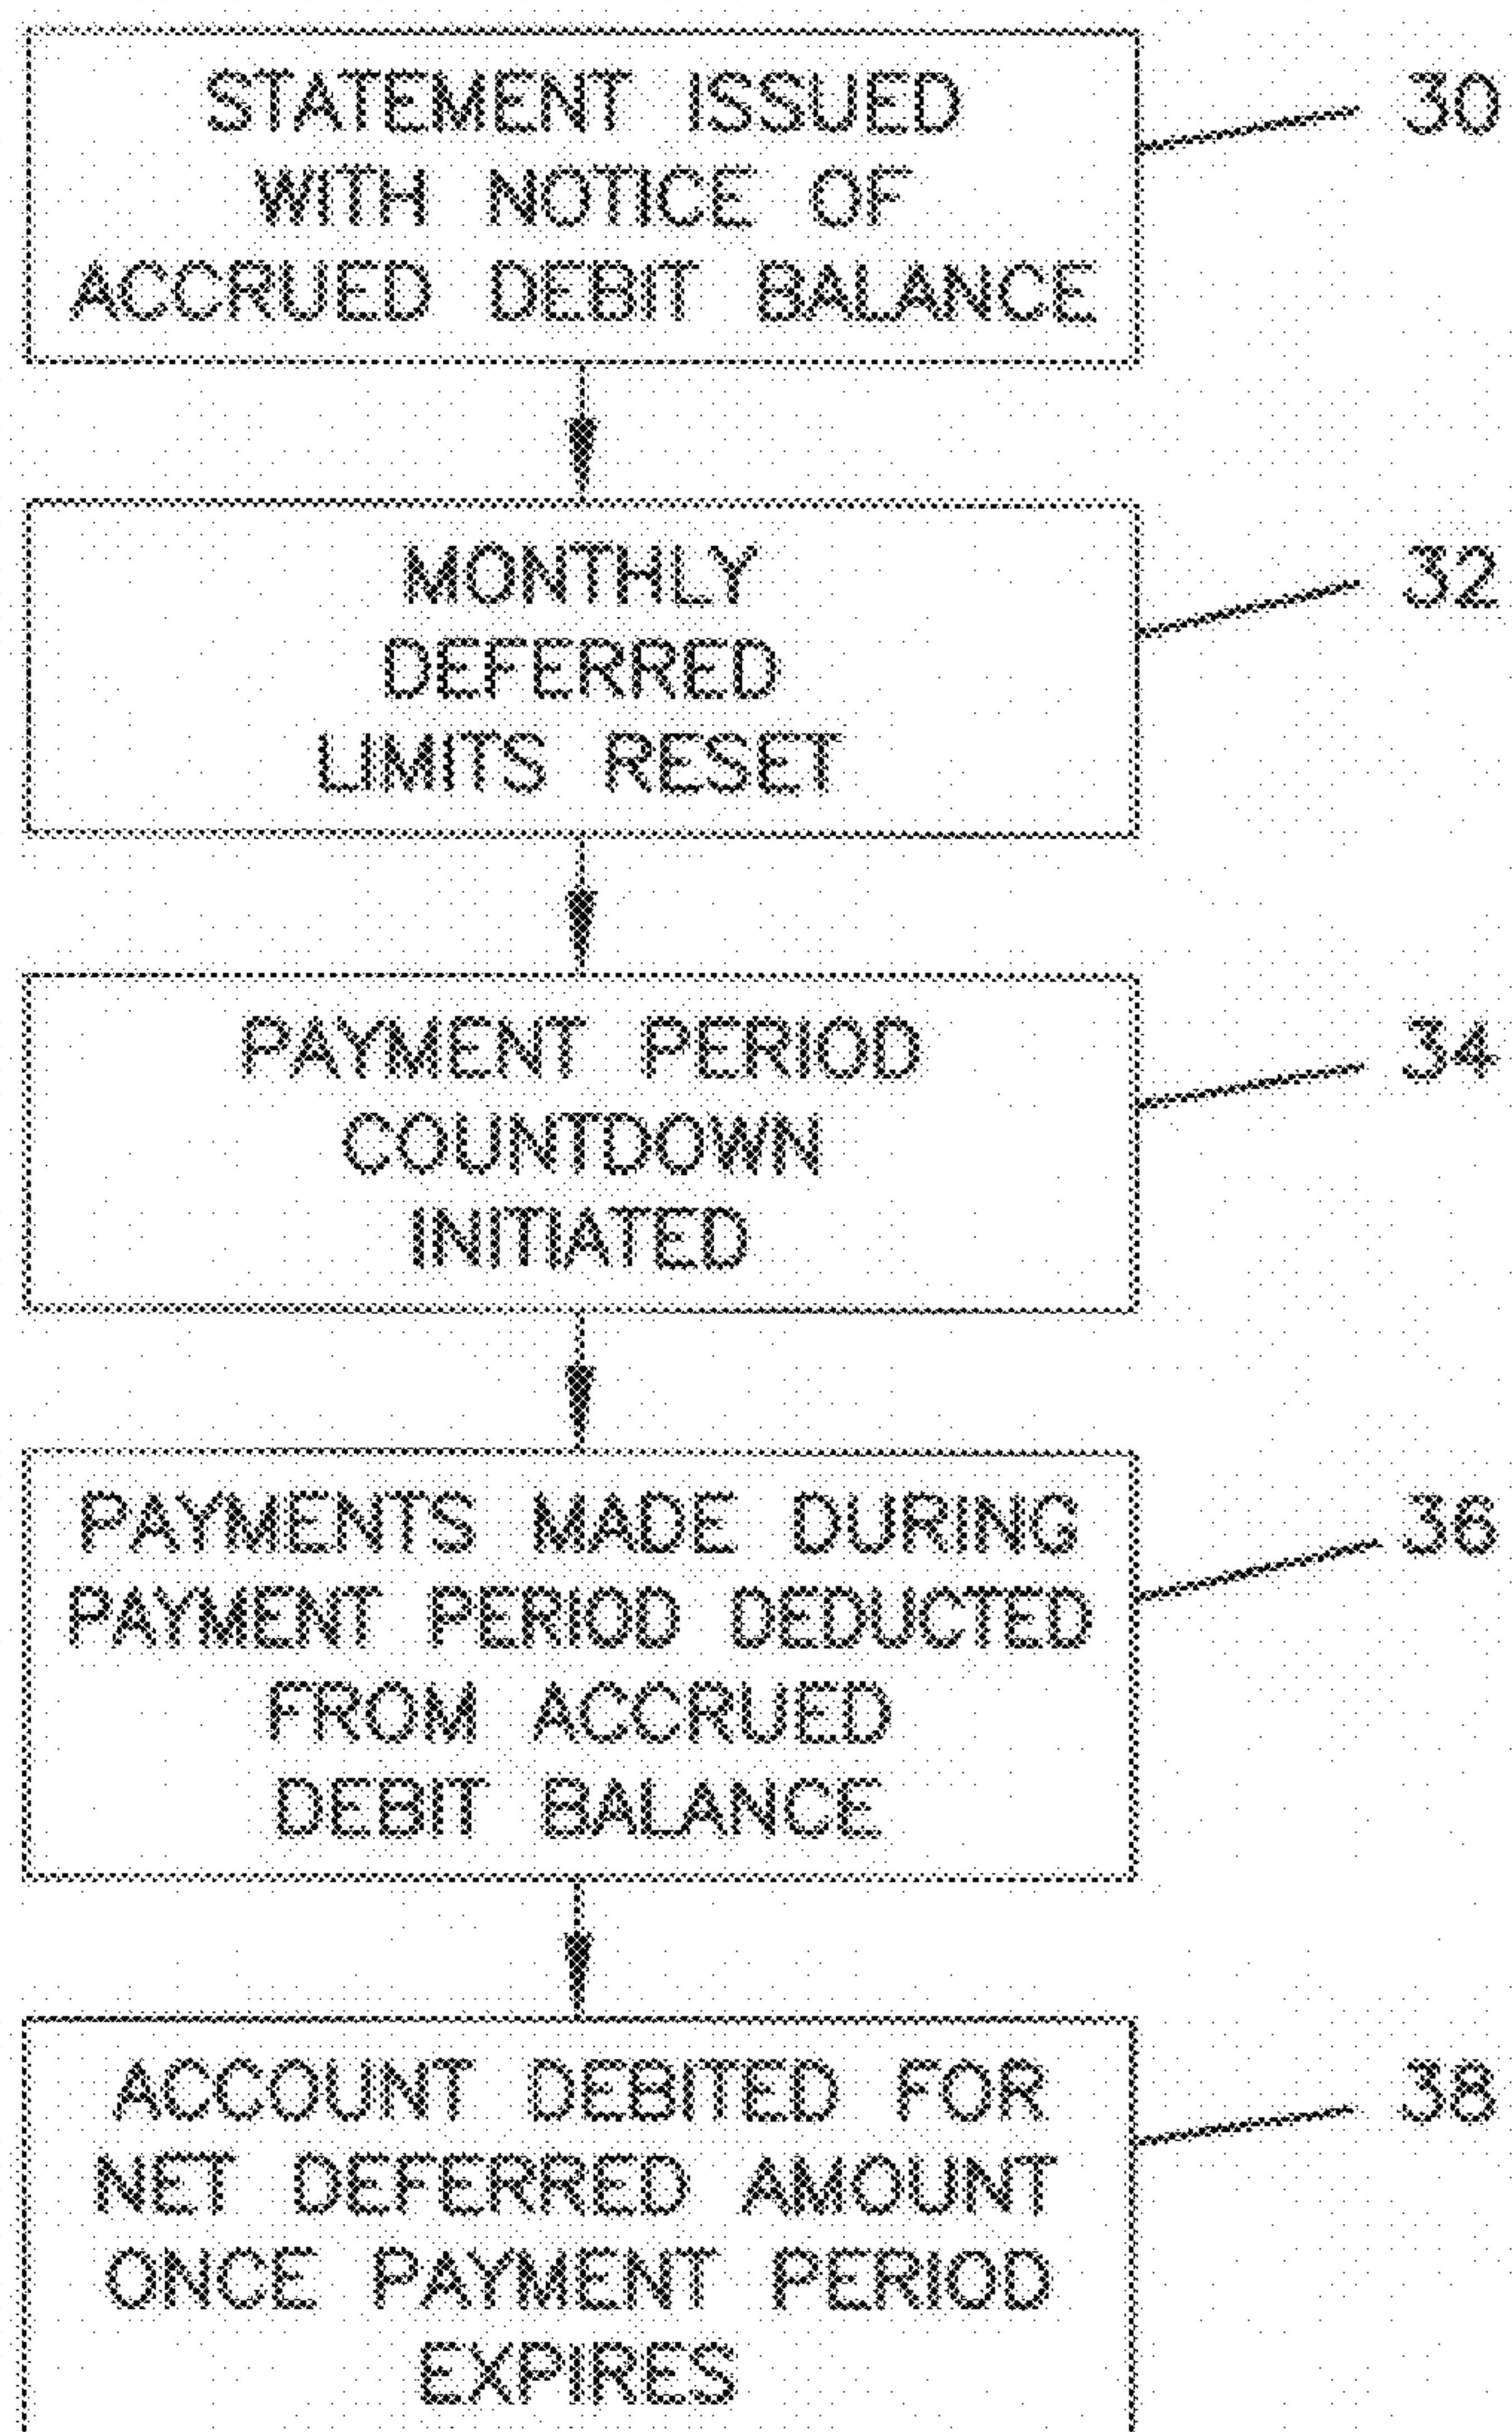 STATEMENT ISSUED
WITH NOTICE OF
ACCRUED DEBIT BALANCE
30
MONTHLY
DEFERRED
LIMITS RESET
32
PAYMENT PERIOD
COUNTDOWN
INITIATED
34
PAYMENTS MADE DURING
PAYMENT PERIOD DEDUCTED
FROM ACCRUED
DEBIT BALANCE
36
ACCOUNT DEBITED FOR
NET DEFERRED AMOUNT
ONCE PAYMENT PERIOD
EXPIRES
38